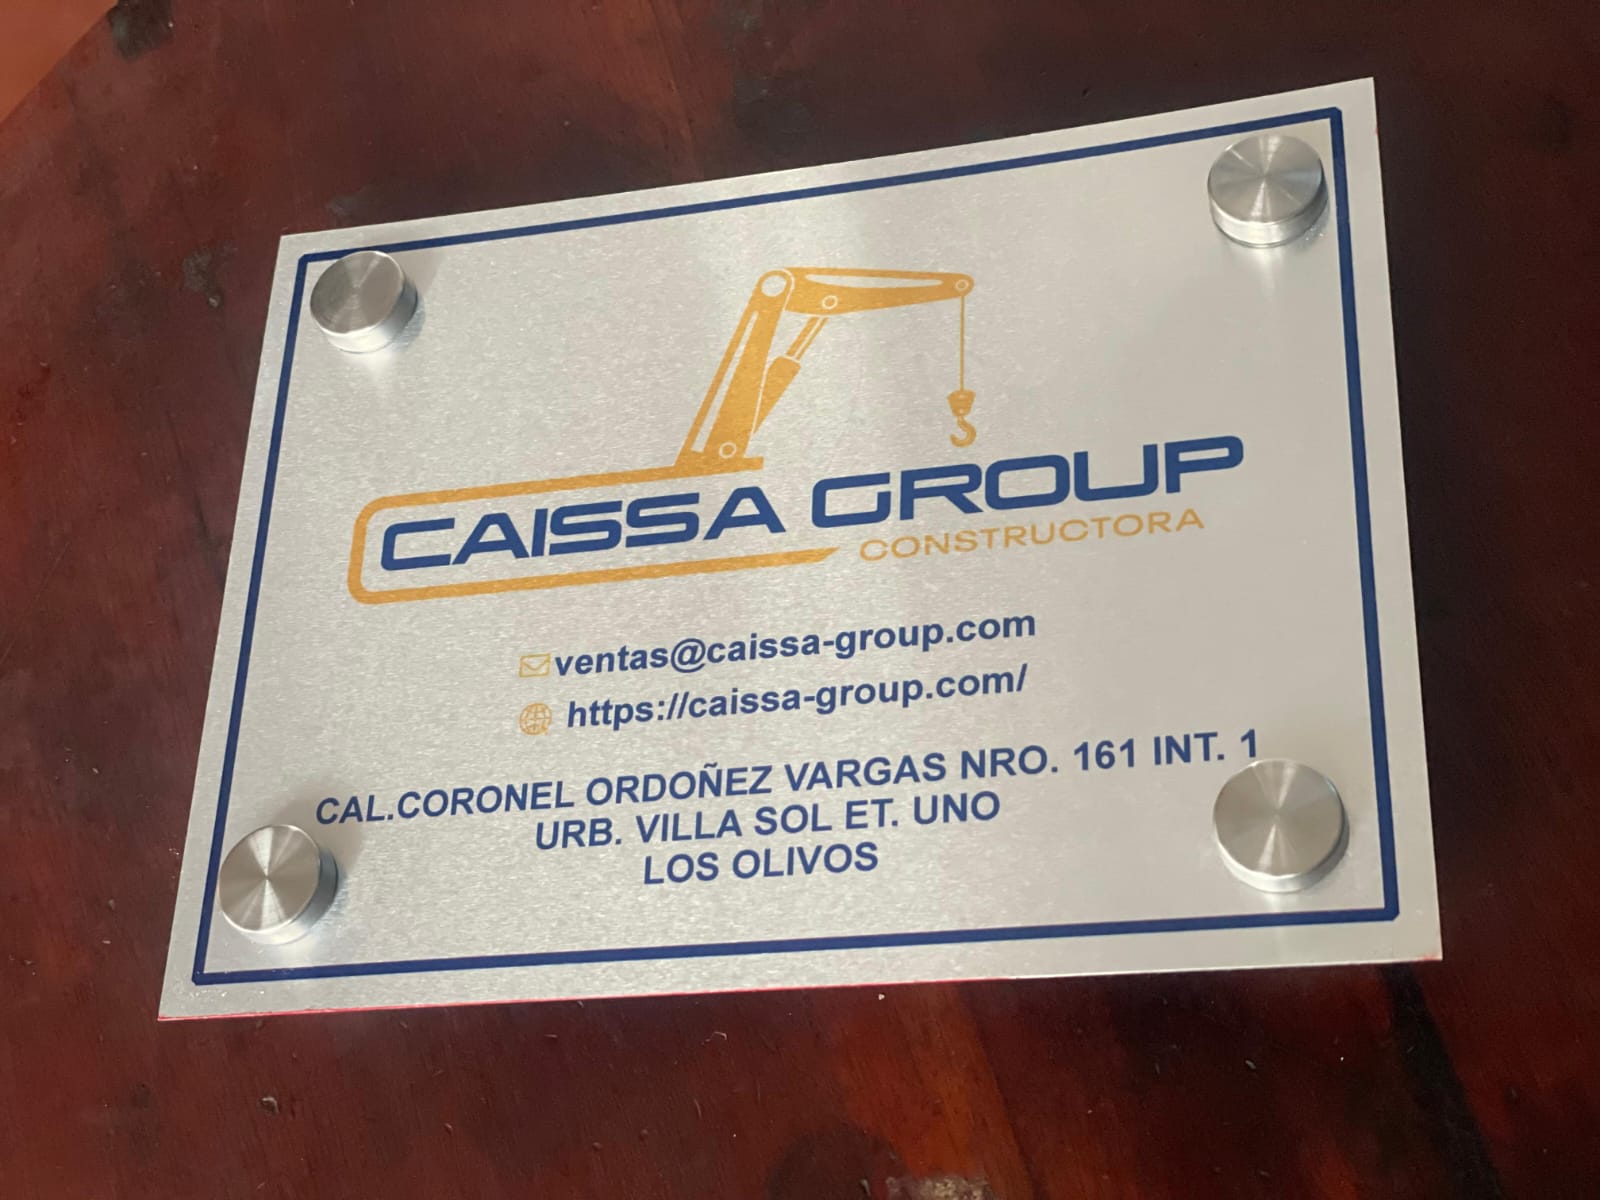 CAISSA GROUP
CONSTRUCTORA
ventas@caissa-group.com
https://caissa-group.com/
CAL.CORONEL ORDOÑEZ VARGAS NRO. 161 INT. 1
URB. VILLA SOL ET. UNO
LOS OLIVOS